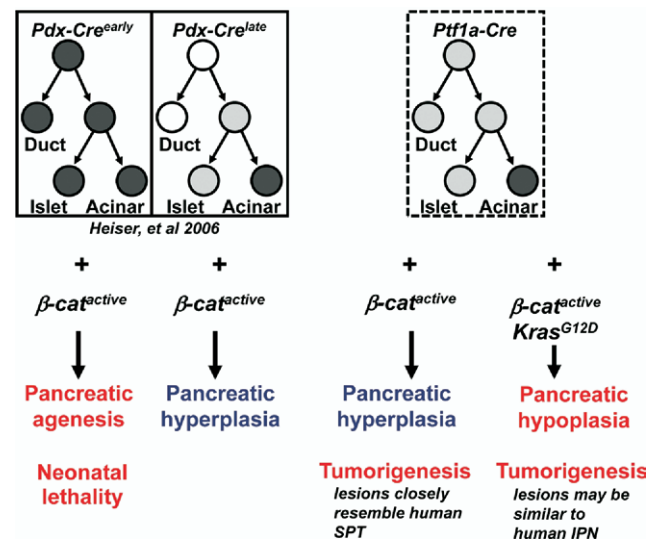 Pdx-Cre^early
Pdx-Cre^late
Ptf1a-Cre
Duct
Duct
Duct
Islet
Acinar
Islet
Acinar
Islet
Acinar
Heiser, et al 2006
+
+
+
+
β-cat^active
β-cat^active
β-cat^active
β-cat^active
Kras^G12D
Pancreatic
agenesis
Pancreatic
hyperplasia
Pancreatic
hyperplasia
Pancreatic
hypoplasia
Neonatal
lethality
Tumorigenesis
lesions closely
resemble human
SPT
Tumorigenesis
lesions may be
similar to
human IPN